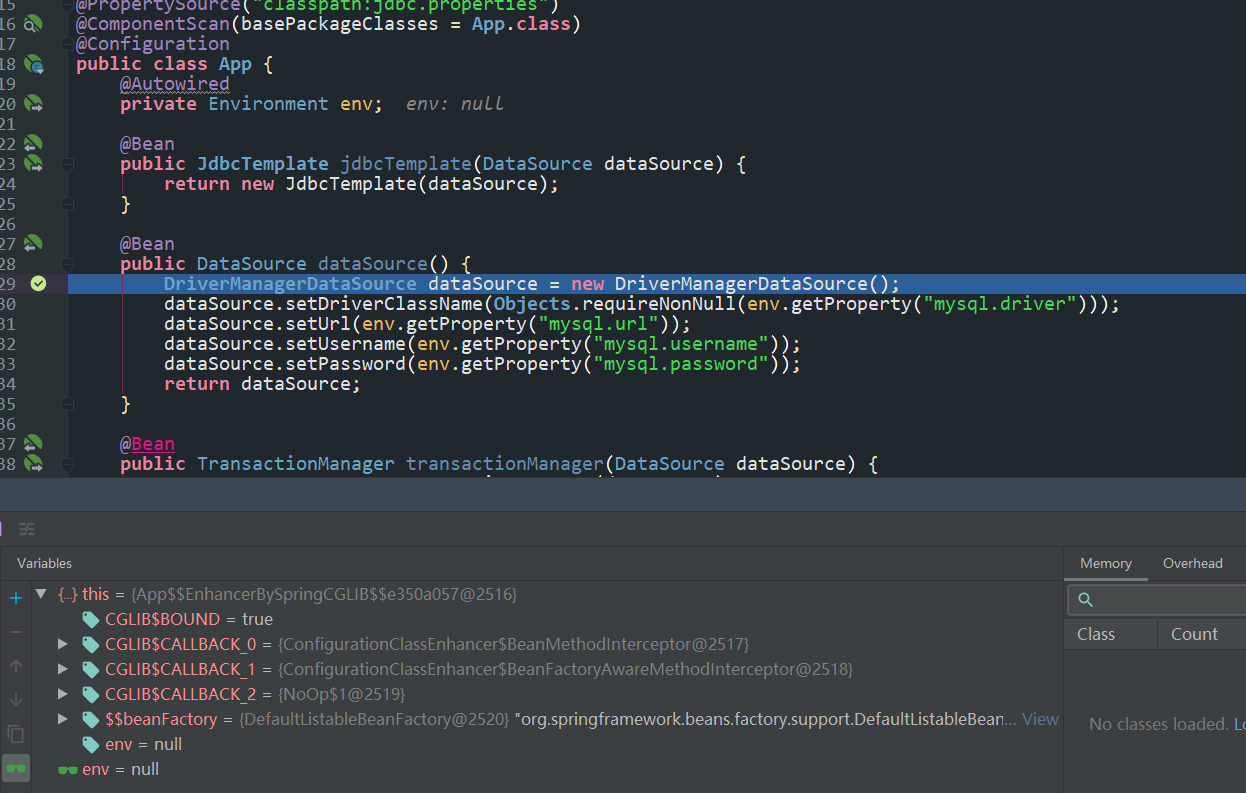 15 @PropertySource("classpath:jdbc.properties")
16 @ComponentScan(basePackageClasses = App.class)
17 @Configuration
18 public class App {
19 @Autowired
20 private Environment env; env: null
21
22 @Bean
23 public JdbcTemplate jdbcTemplate(DataSource dataSource) {
24 return new JdbcTemplate(dataSource);
25 }
26
27 @Bean
28 public DataSource dataSource() {
29 DriverManagerDataSource dataSource = new DriverManagerDataSource();
30 dataSource.setDriverClassName(Objects.requireNonNull(env.getProperty("mysql.driver")));
31 dataSource.setUrl(env.getProperty("mysql.url"));
32 dataSource.setUsername(env.getProperty("mysql.username"));
33 dataSource.setPassword(env.getProperty("mysql.password"));
34 return dataSource;
35 }
36
37 @Bean
38 public TransactionManager transactionManager(DataSource dataSource) {
Variables
Memory Overhead
{..} this = {App$$EnhancerBySpringCGLIB$$e350a057@2516}
CGLIB$BOUND = true
CGLIB$CALLBACK_0 = {ConfigurationClassEnhancer$BeanMethodInterceptor@2517}
CGLIB$CALLBACK_1 = {ConfigurationClassEnhancer$BeanFactoryAwareMethodInterceptor@2518}
CGLIB$CALLBACK_2 = {NoOp$1@2519}
$$beanFactory = {DefaultListableBeanFactory@2520} "org.springframework.beans.factory.support.DefaultListableBean... View
env = null
env = null
Class Count
No classes loaded. Lo